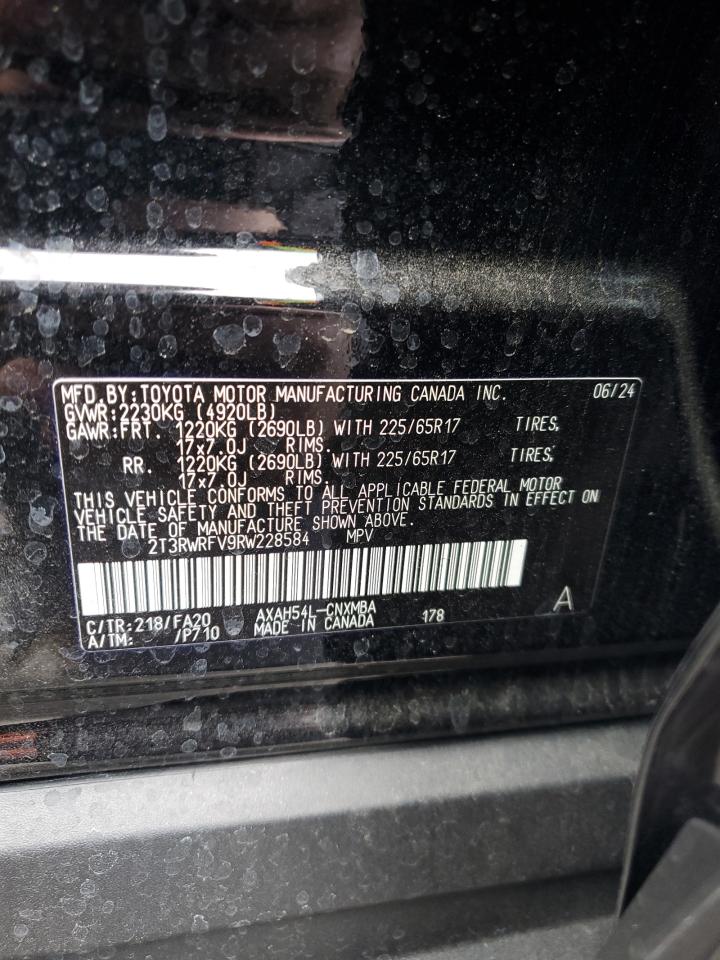 MFD.BY:TOYOTA MOTOR MANUFACTURING CANADA INC. 06/24
GVWR:2230KG (4920LB)
GAWR:FRT. 1220KG (2690LB) WITH 225/65R17 TIRES,
17x7.0J RIMS.
RR. 1220KG (2690LB) WITH 225/65R17 TIRES,
17x7.0J RIMS.
THIS VEHICLE CONFORMS TO ALL APPLICABLE FEDERAL MOTOR
VEHICLE SAFETY AND THEFT PREVENTION STANDARDS IN EFFECT ON
THE DATE OF MANUFACTURE SHOWN ABOVE.
2T3RWRFV9RW228584 MPV
C/TR:218/FA20 AXAH54L-CNXMBA 178 A
A/TM: /P710 MADE IN CANADA